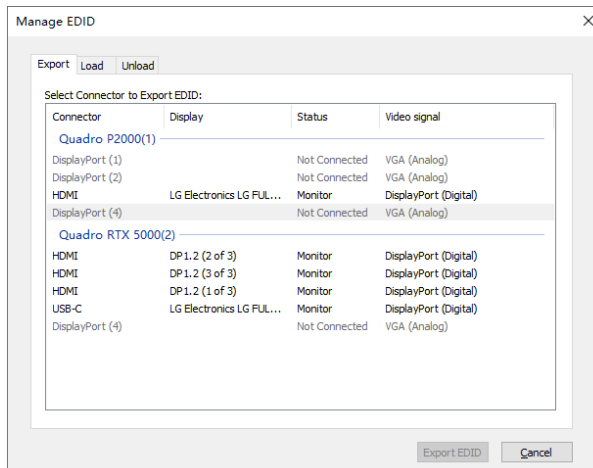 Manage EDID
Export Load Unload
Select Connector to Export EDID:
Connector Display Status Video signal
Quadro P2000(1)
DisplayPort (1) Not Connected VGA (Analog)
DisplayPort (2) Not Connected VGA (Analog)
HDMI LG Electronics LG FUL... Monitor DisplayPort (Digital)
DisplayPort (4) Not Connected VGA (Analog)
Quadro RTX 5000(2)
HDMI DP1.2 (2 of 3) Monitor DisplayPort (Digital)
HDMI DP1.2 (3 of 3) Monitor DisplayPort (Digital)
HDMI DP1.2 (1 of 3) Monitor DisplayPort (Digital)
USB-C LG Electronics LG FUL... Monitor DisplayPort (Digital)
DisplayPort (4) Not Connected VGA (Analog)
Export EDID Cancel